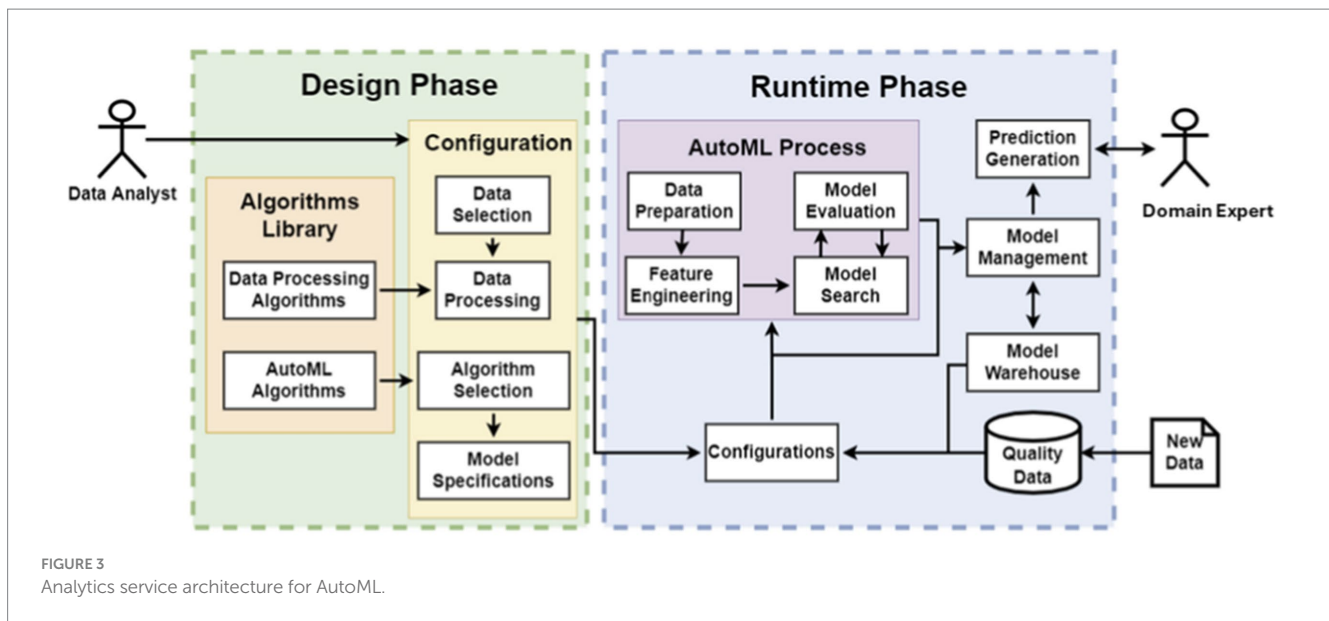 Design Phase
Runtime Phase
Data Analyst
Algorithms
Library
Data Processing
Algorithms
AutoML
Algorithms
Configuration
Data
Selection
Data
Processing
Algorithm
Selection
Model
Specifications
AutoML Process
Data
Preparation
Feature
Engineering
Model
Evaluation
Model
Search
Configurations
Prediction
Generation
Model
Management
Model
Warehouse
Quality
Data
Domain Expert
New
Data
FIGURE 3
Analytics service architecture for AutoML.